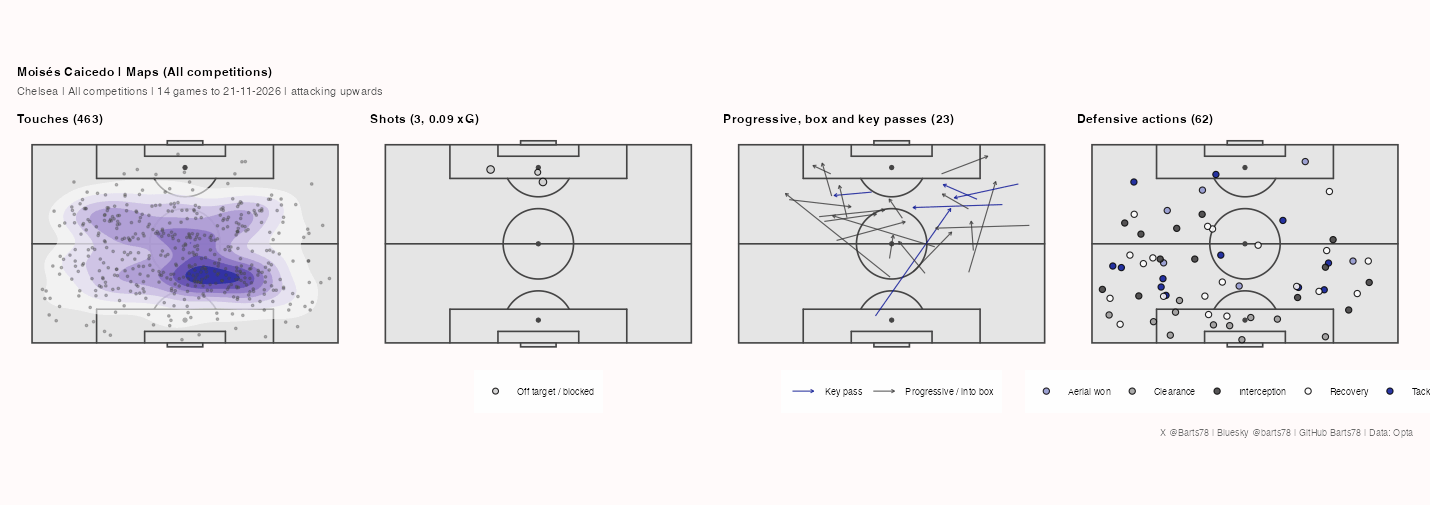 Moisés Caicedo | Maps (All competitions)
Chelsea | All competitions | 14 games to 21-11-2026 | attacking upwards
Touches (463)
Shots (3, 0.09 xG)
Progressive, box and key passes (23)
Defensive actions (62)
Off target / blocked
Key pass
Progressive / into box
Aerial won
Clearance
Interception
Recovery
Tack
X @Barts78 | Bluesky @barts78 | GitHub Barts78 | Data: Opta